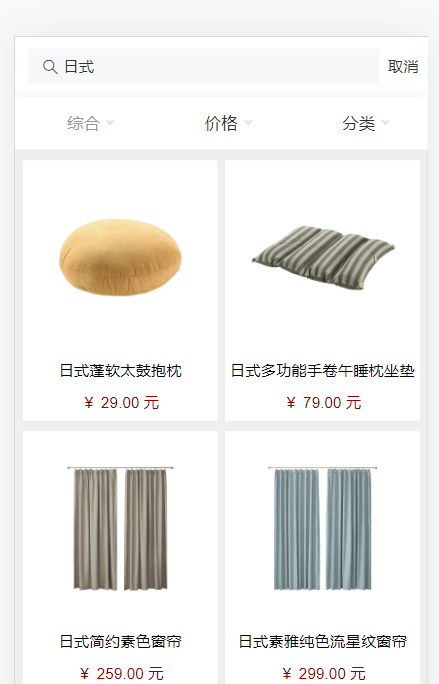 日式 取消
综合 价格 分类
日式蓬软太鼓抱枕 日式多功能手卷午睡枕坐垫
¥ 29.00 元 ¥ 79.00 元
日式简约素色窗帘 日式素雅纯色流星纹窗帘
¥ 259.00 元 ¥ 299.00 元